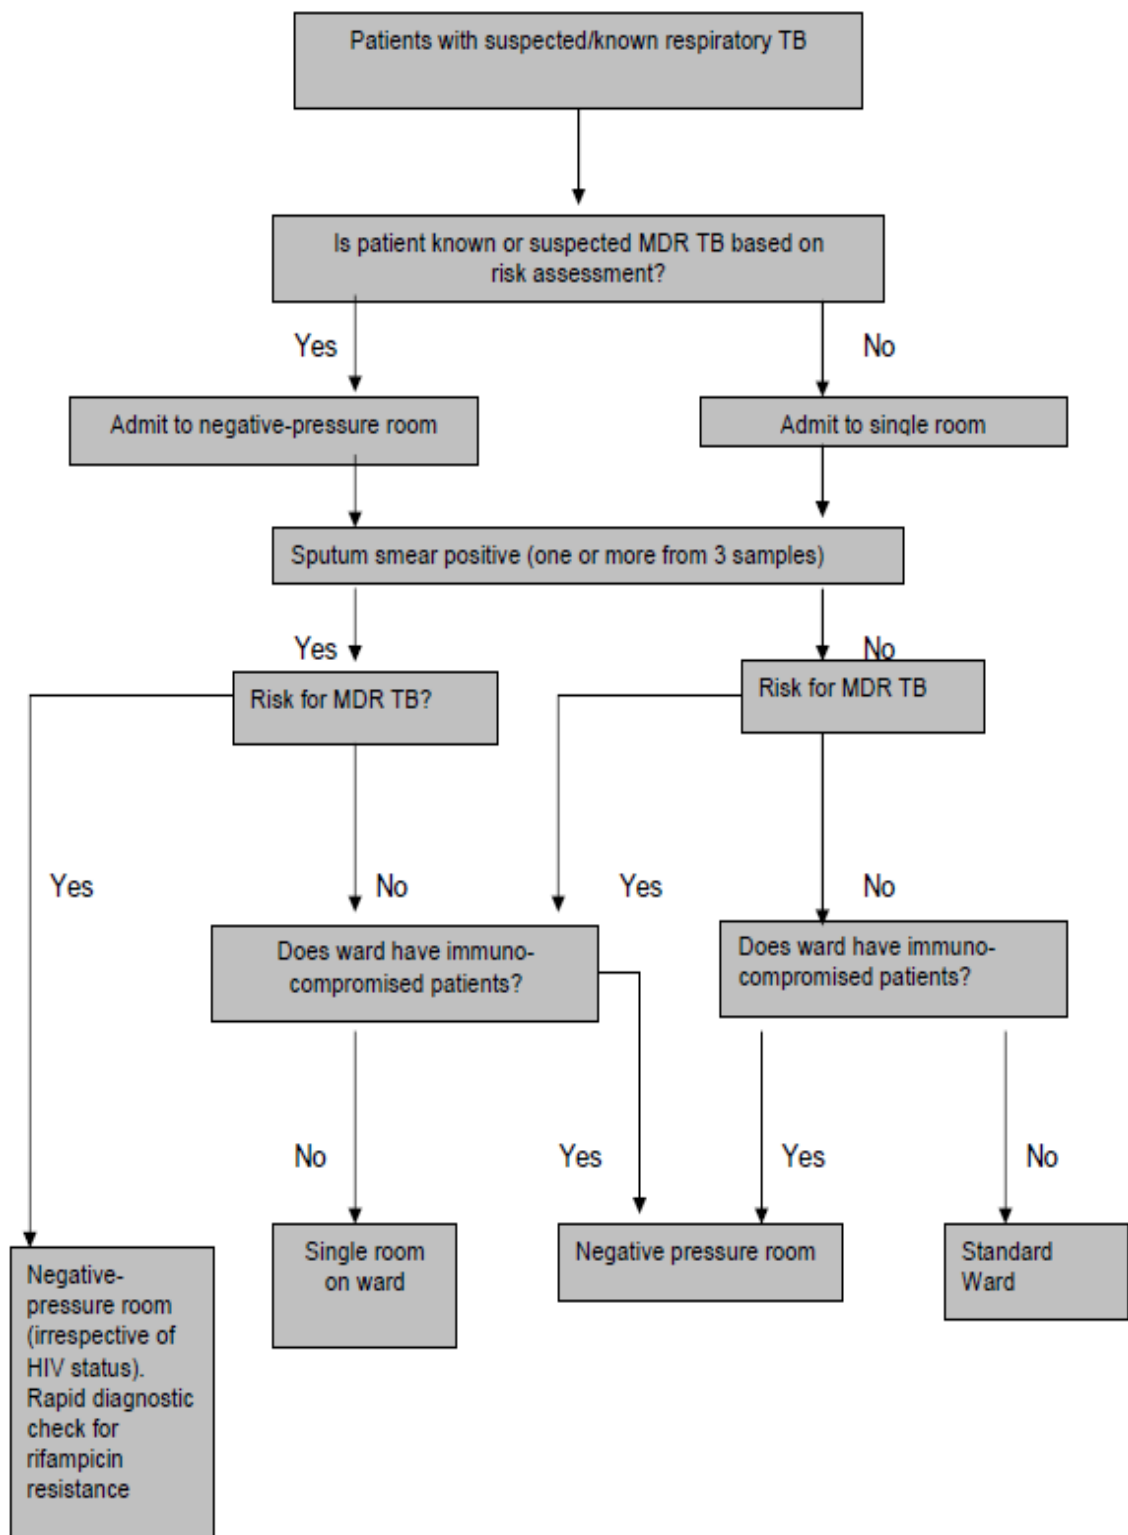 Patients with suspected/known respiratory TB
Is patient known or suspected MDR TB based on
risk assessment?
Yes
No
Admit to negative-pressure room
Admit to single room
Sputum smear positive (one or more from 3 samples)
Yes
No
Risk for MDR TB?
Risk for MDR TB
Yes
No
Yes
No
Does ward have immuno-
compromised patients?
Does ward have immuno-
compromised patients?
No
Yes
Yes
No
Negative-
pressure room
(irrespective of
HIV status).
Rapid diagnostic
check for
rifampicin
resistance
Single room
on ward
Negative pressure room
Standard
Ward